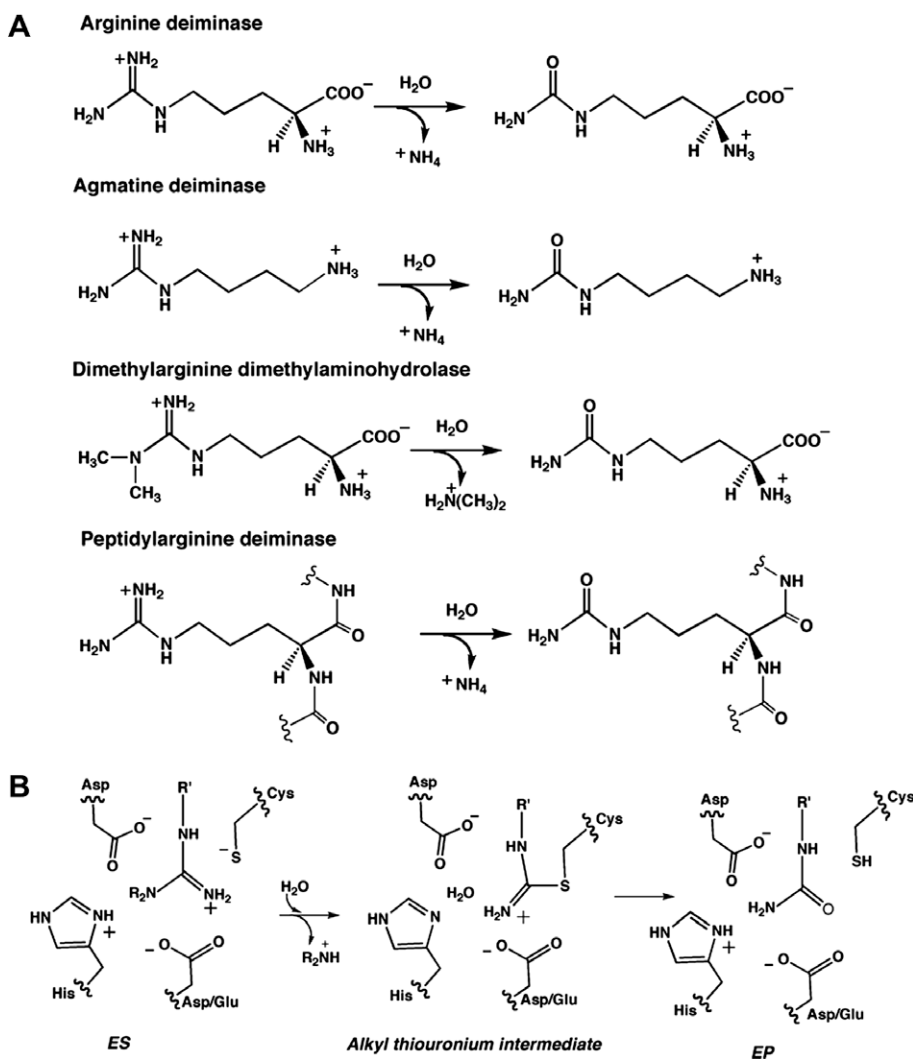 A
Arginine deiminase
+NH₂
H₂N
N
H
H
COO⁻
+
NH₃
H₂O
+NH₄
O
H₂N
N
H
H
COO⁻
+
NH₃
Agmatine deiminase
+NH₂
H₂N
N
H
+
NH₃
H₂O
+NH₄
O
H₂N
N
H
+
NH₃
Dimethylarginine dimethylaminohydrolase
+NH₂
H₃C
N
CH₃
N
H
H
COO⁻
+
NH₃
H₂O
+
H₂N(CH₃)₂
O
H₂N
N
H
H
COO⁻
+
NH₃
Peptidylarginine deiminase
+NH₂
H₂N
N
H
NH
O
H
NH
O
H₂O
+NH₄
O
H₂N
N
H
NH
O
H
NH
O
B
Asp
O⁻
O
R'
NH
R₂N
NH₂
+
Cys
⁻S
HN
NH
+
His
⁻O
O
Asp/Glu
ES
H₂O
+
R₂NH
Asp
O⁻
O
R'
HN
S
H₂N
+
Cys
H₂O
HN
N
His
⁻O
O
Asp/Glu
Alkyl thiouronium intermediate
Asp
O⁻
O
R'
NH
H₂N
O
Cys
SH
HN
NH
+
His
⁻O
O
Asp/Glu
EP